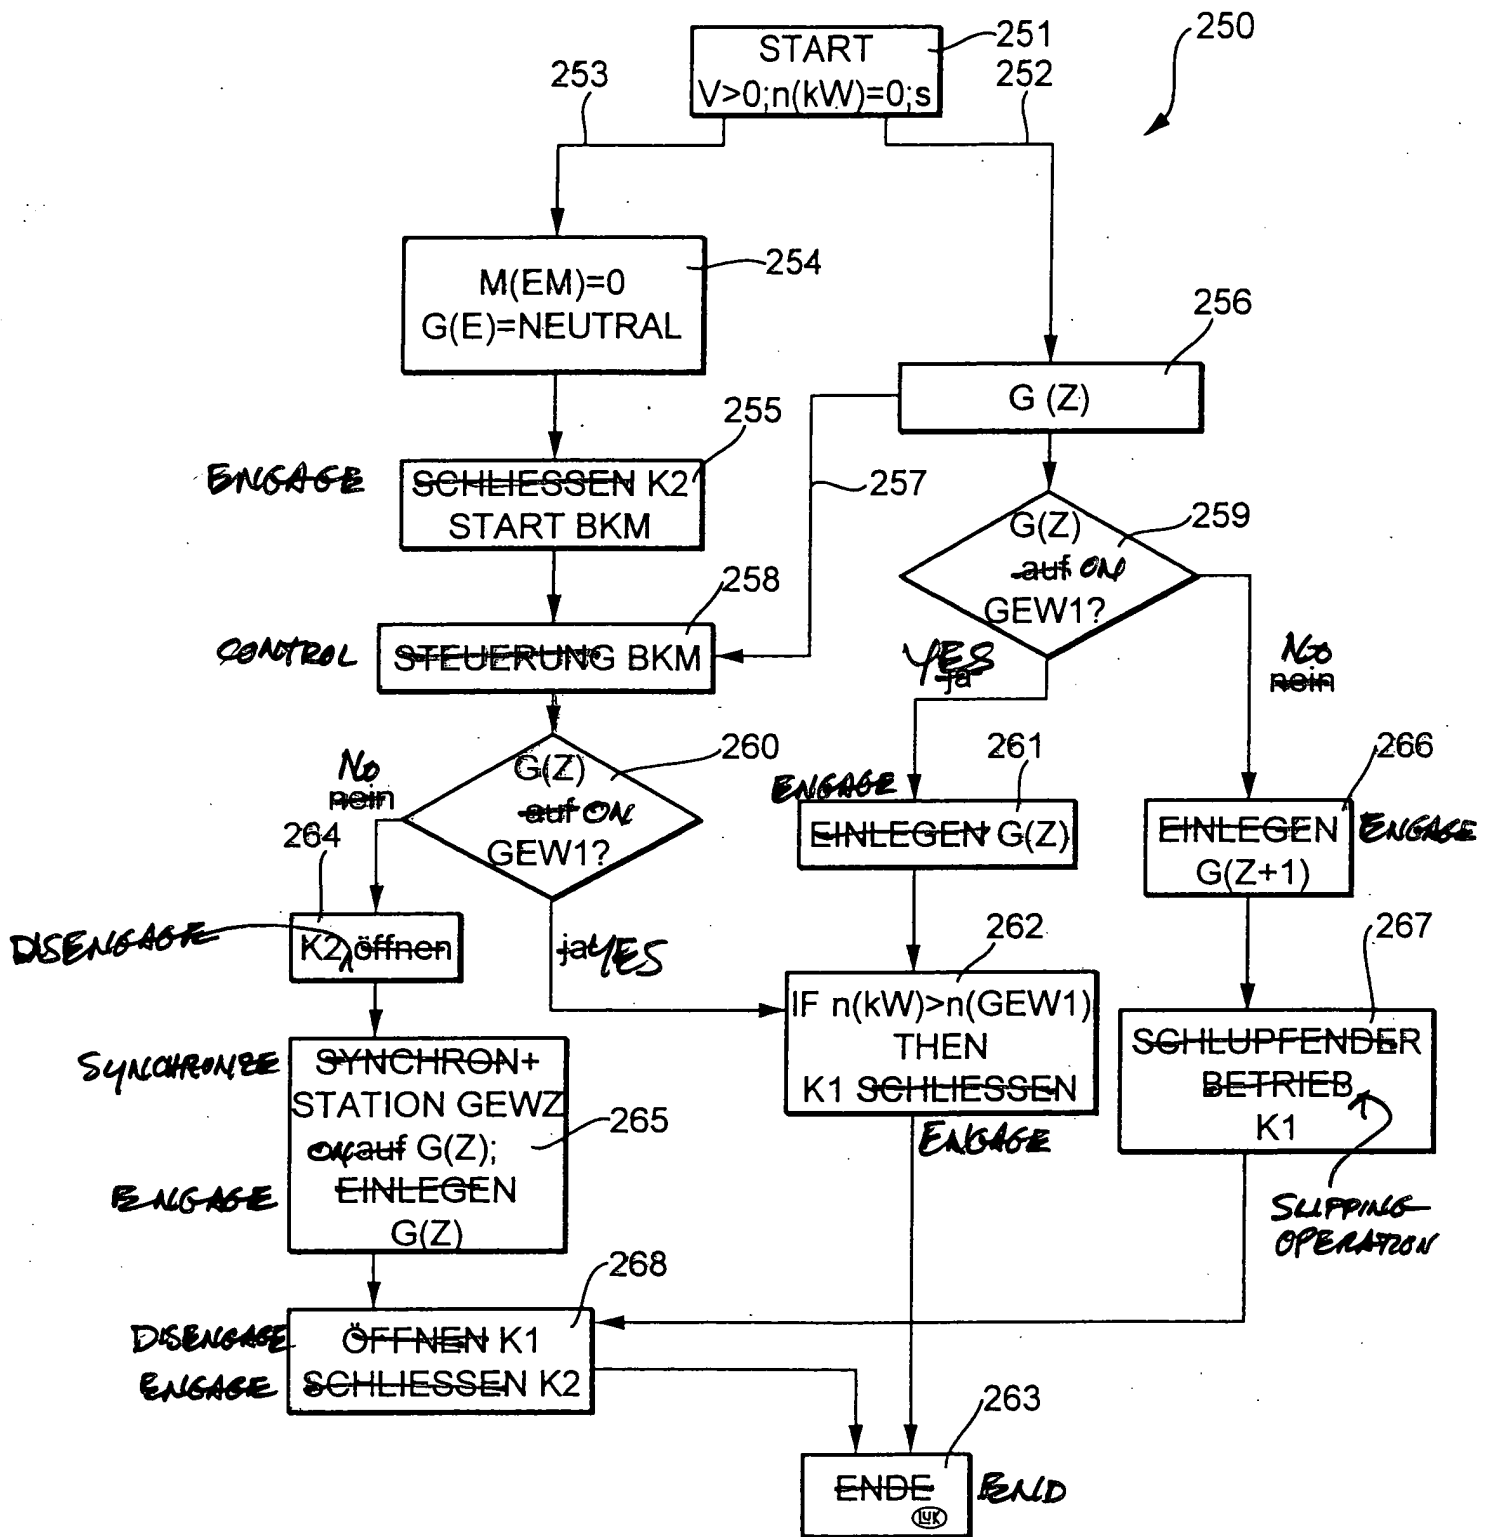 251
START
V>0;n(kW)=0;s
250
253
252
254
M(EM)=0
G(E)=NEUTRAL
256
G (Z)
255
ENGAGE SCHLIESSEN K2
START BKM
257
259
G(Z)
auf ON
GEW1?
258
CONTROL STEUERUNG BKM
YES
ja
NO
nein
260
G(Z)
auf ON
GEW1?
NO
nein
261
ENGAGE
EINLEGEN G(Z)
266
EINLEGEN ENGAGE
G(Z+1)
264
DISENGAGE
K2 öffnen
ja YES
262
IF n(kW)>n(GEW1)
THEN
K1 SCHLIESSEN
ENGAGE
267
SCHLUPFENDER
BETRIEB
K1
SLIPPING
OPERATION
SYNCHRONZE SYNCHRON+
STATION GEWZ
ON auf G(Z);
ENGAGE EINLEGEN
G(Z)
265
268
DISENGAGE ÖFFNEN K1
ENGAGE SCHLIESSEN K2
263
ENDE END
LUK